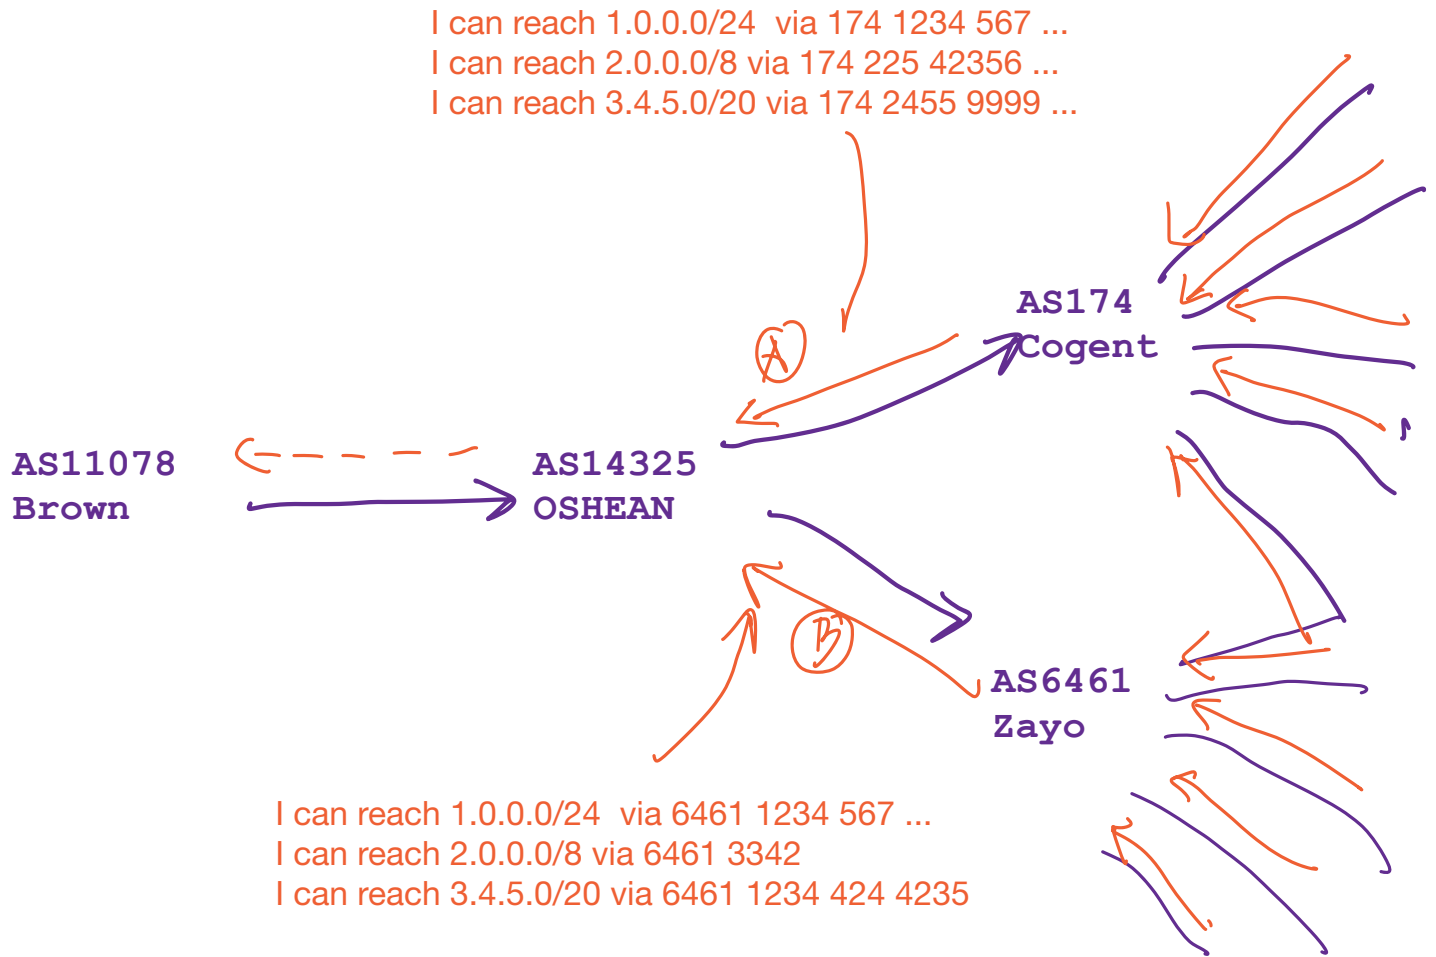 I can reach 1.0.0.0/24  via 174 1234 567 ...
I can reach 2.0.0.0/8 via 174 225 42356 ...
I can reach 3.4.5.0/20 via 174 2455 9999 ...
AS174
Cogent
A
AS11078
Brown
AS14325
OSHEAN
B
AS6461
Zayo
I can reach 1.0.0.0/24  via 6461 1234 567 ...
I can reach 2.0.0.0/8 via 6461 3342
I can reach 3.4.5.0/20 via 6461 1234 424 4235